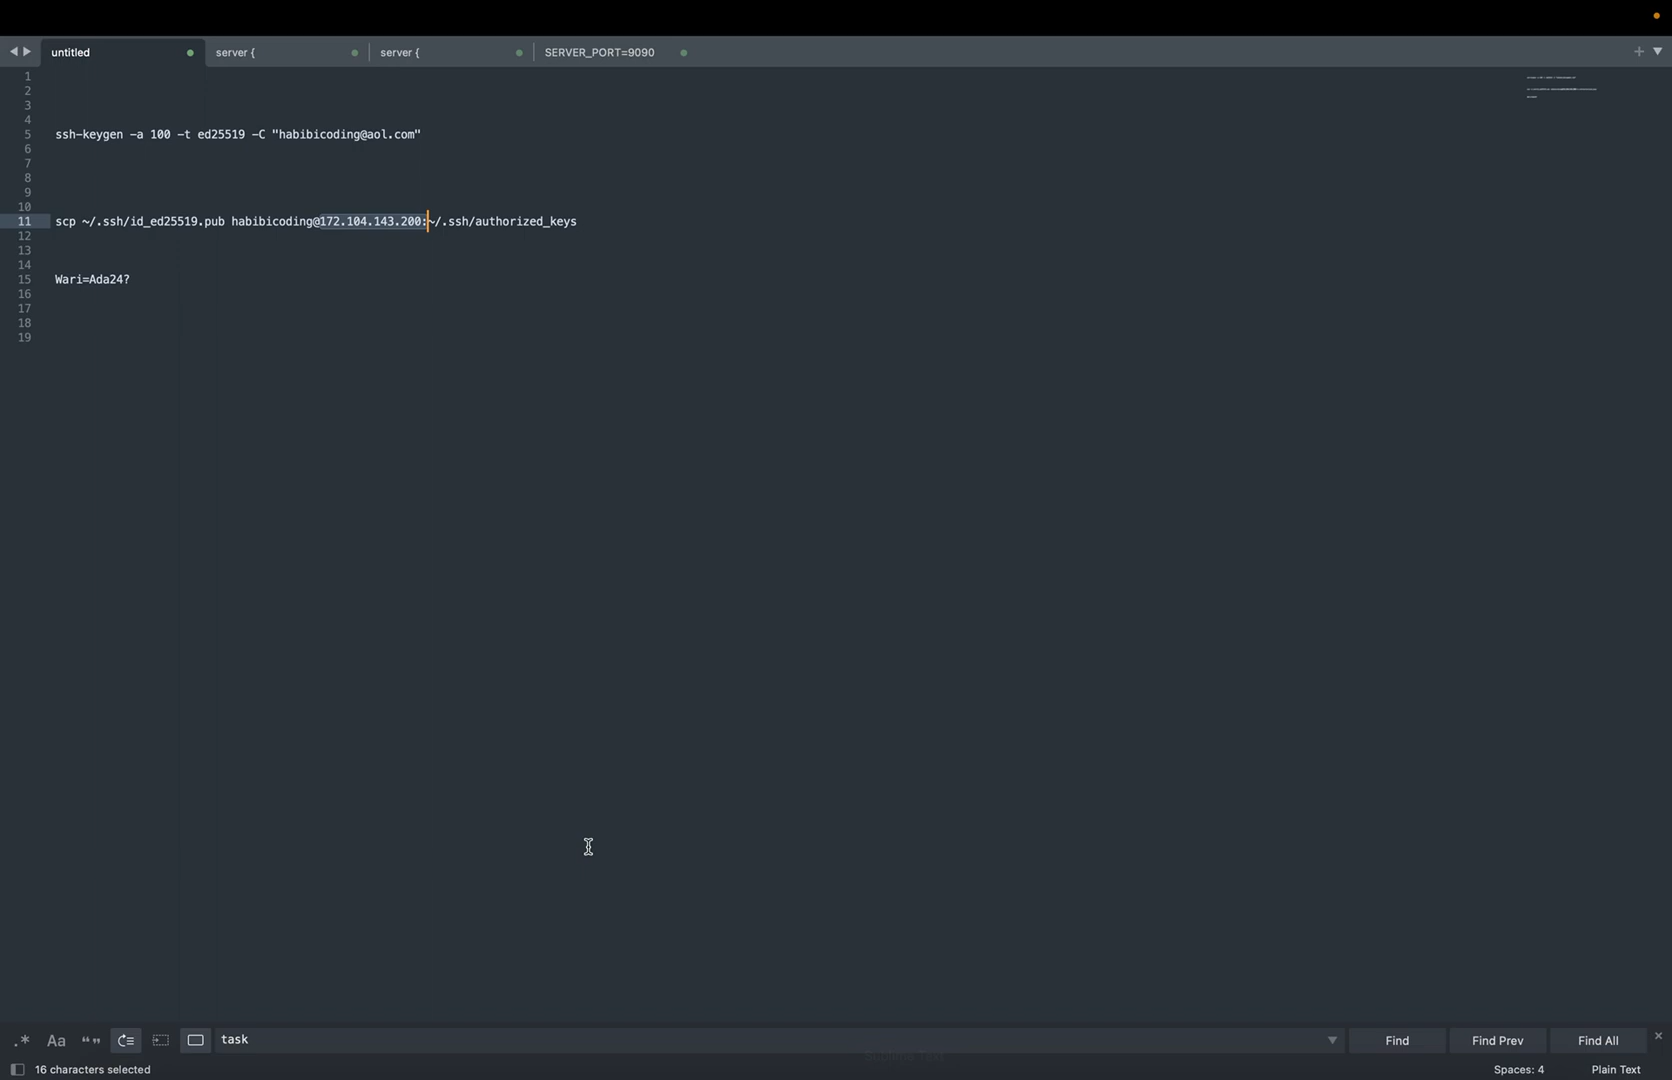 untitled
server {
server {
SERVER_PORT=9090
1
2
3
4
5 ssh-keygen -a 100 -t ed25519 -C "habibicoding@aol.com"
6
7
8
9
10
11 scp ~/.ssh/id_ed25519.pub habibicoding@172.104.143.200:~/.ssh/authorized_keys
12
13
14
15 Wari=Ada24?
16
17
18
19
.* Aa “” task Find Find Prev Find All
Sublime Text
16 characters selected Spaces: 4 Plain Text